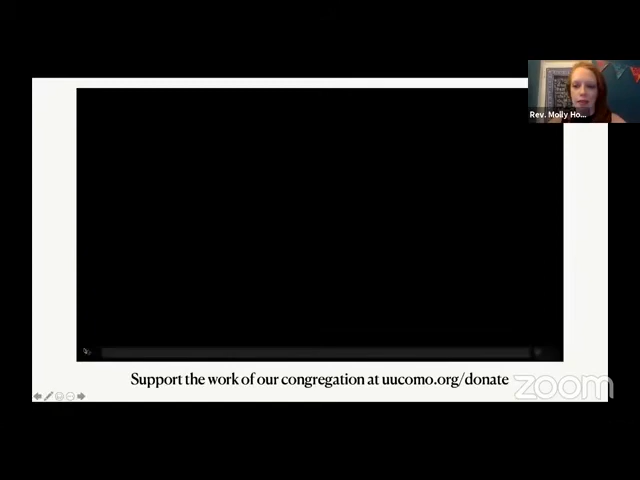 Rev. Molly Ho...
Support the work of our congregation at uucomo.org/donate
zoom